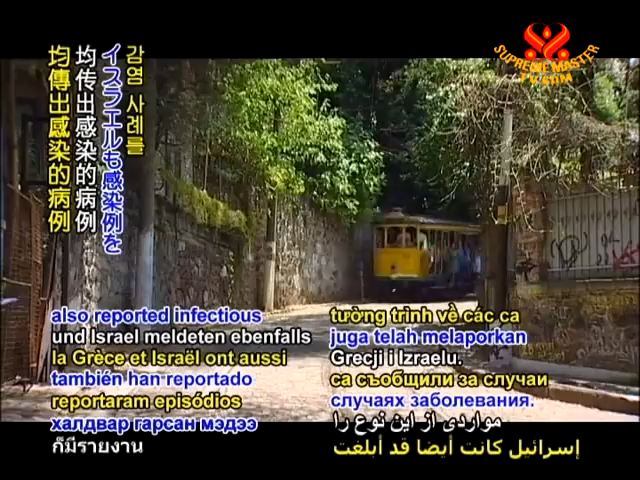 SUPREME MASTER
TV.COM
均傳出感染的病例
均传出感染的病例
イスラエルも感染例を
감염 사례를
also reported infectious
und Israel meldeten ebenfalls
la Grèce et Israël ont aussi
también han reportado
reportaram episódios
халдвар гарсан мэдээ
ก็มีรายงาน
tường trình về các ca
juga telah melaporkan
Grecji i Izraelu.
са съобщили за случаи
случаях заболевания.
مواردی از این نوع را
إسرائيل كانت أيضا قد أبلغت